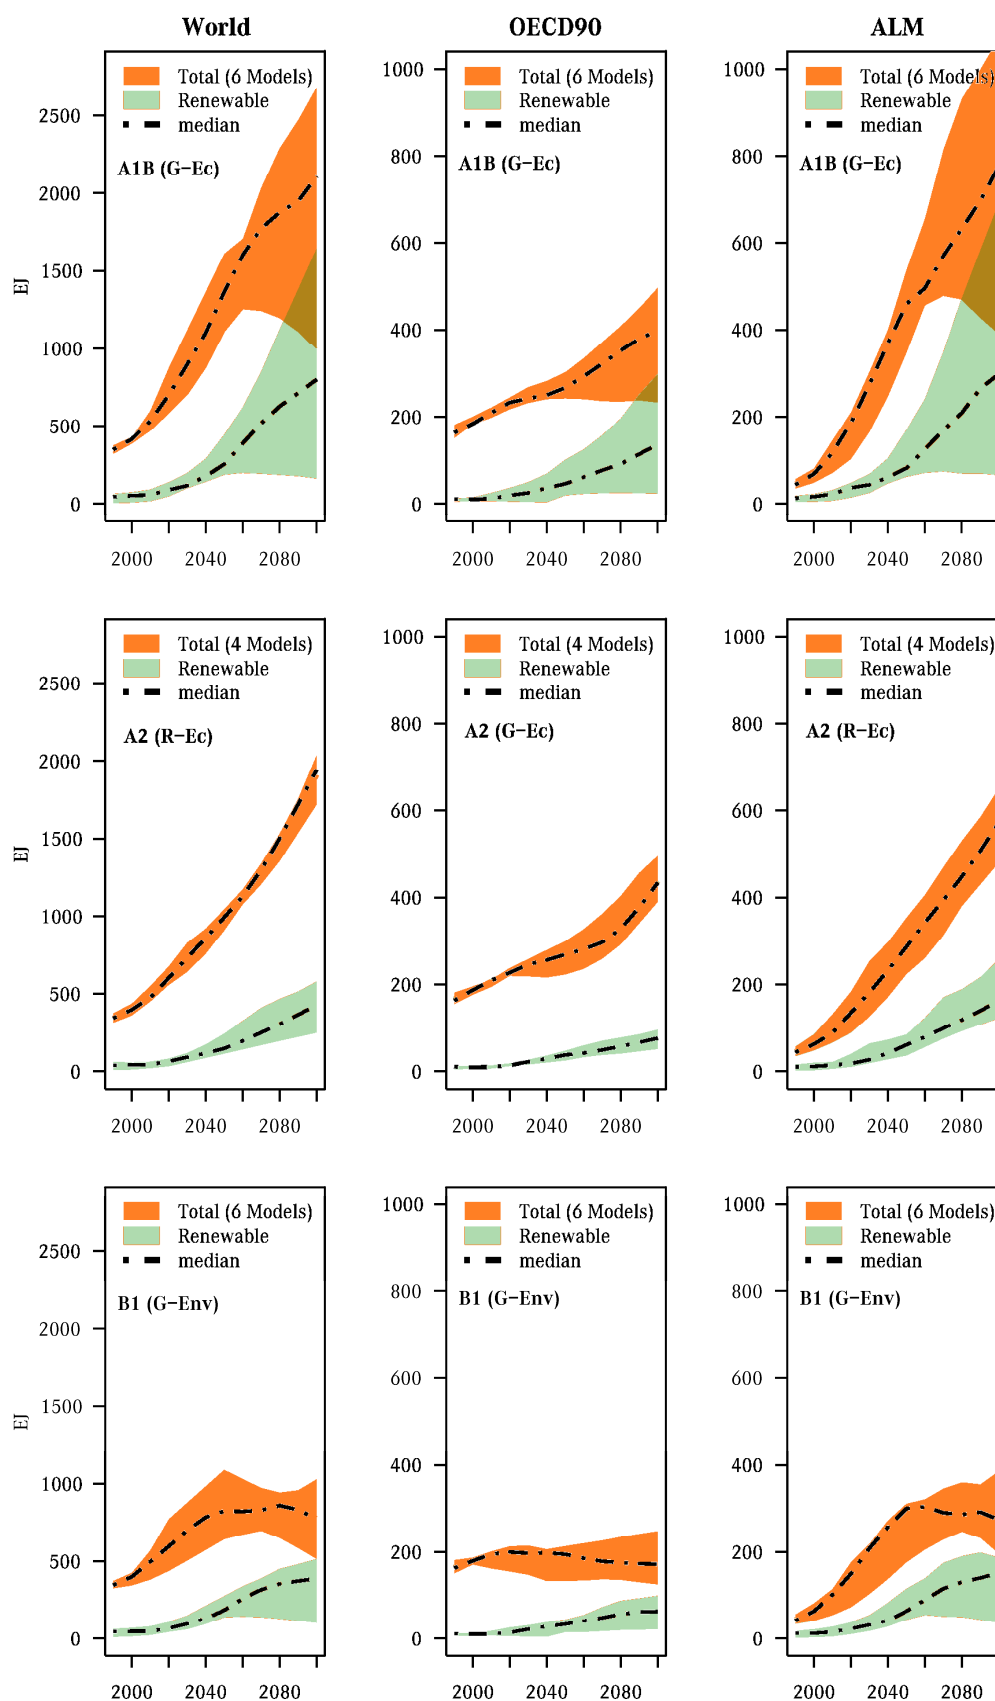 World OECD90 ALM
Total (6 Models) Total (6 Models) Total (6 Models)
Renewable Renewable Renewable
median median median
A1B (G-Ec) A1B (G-Ec) A1B (G-Ec)
2500 1000 1000
2000 800 800
1500 600 600
1000 400 400
500 200 200
0 0 0
EJ
2000 2040 2080 2000 2040 2080 2000 2040 2080
Total (4 Models) Total (4 Models) Total (4 Models)
Renewable Renewable Renewable
median median median
A2 (R-Ec) A2 (G-Ec) A2 (R-Ec)
2500 1000 1000
2000 800 800
1500 600 600
1000 400 400
500 200 200
0 0 0
EJ
2000 2040 2080 2000 2040 2080 2000 2040 2080
Total (6 Models) Total (6 Models) Total (6 Models)
Renewable Renewable Renewable
median median median
B1 (G-Env) B1 (G-Env) B1 (G-Env)
2500 1000 1000
2000 800 800
1500 600 600
1000 400 400
500 200 200
0 0 0
EJ
2000 2040 2080 2000 2040 2080 2000 2040 2080